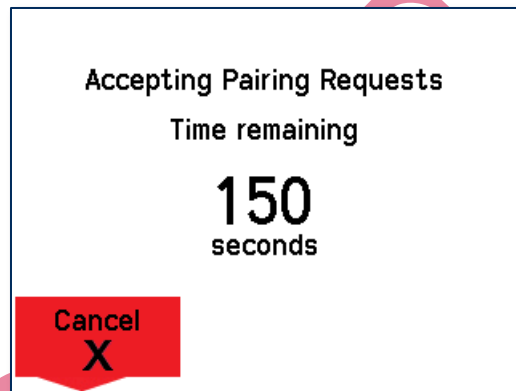 Accepting Pairing Requests
Time remaining
150
seconds
Cancel
X